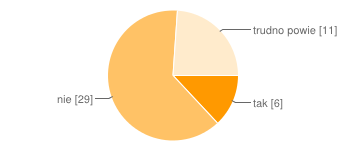 trudno powie [11]
nie [29]
tak [6]